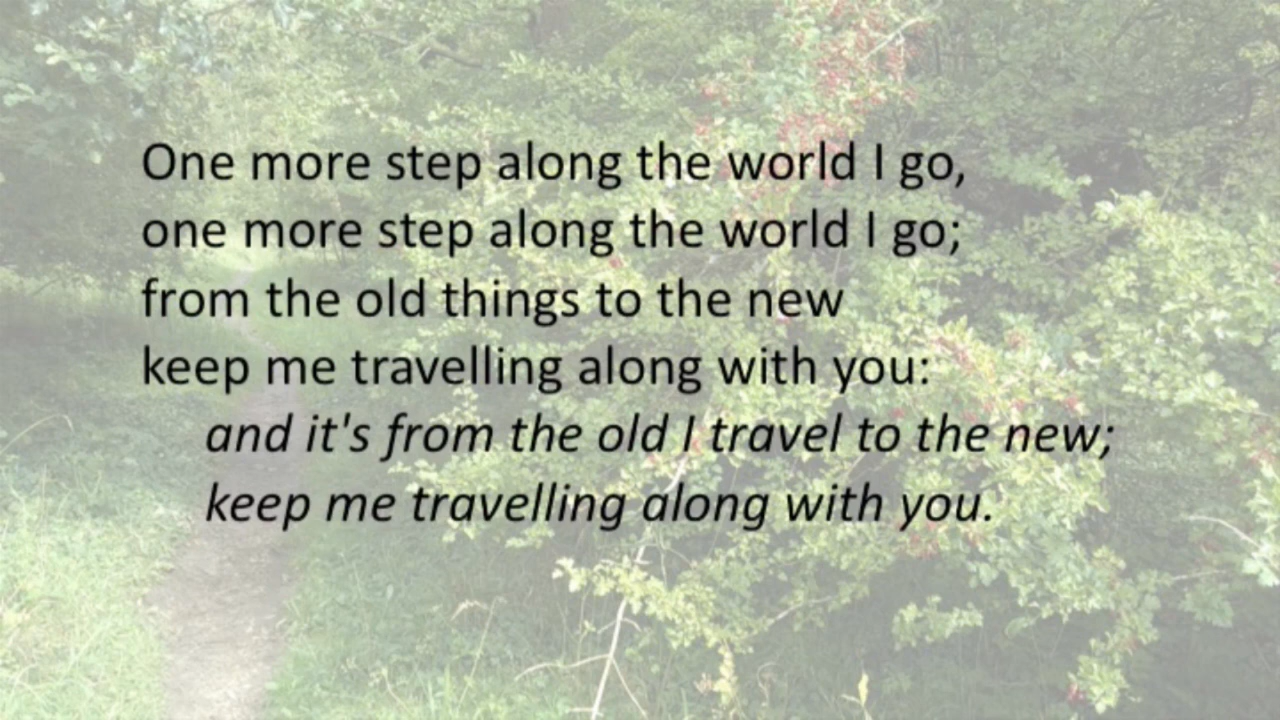 One more step along the world I go,
one more step along the world I go;
from the old things to the new
keep me travelling along with you:
and it's from the old I travel to the new;
keep me travelling along with you.